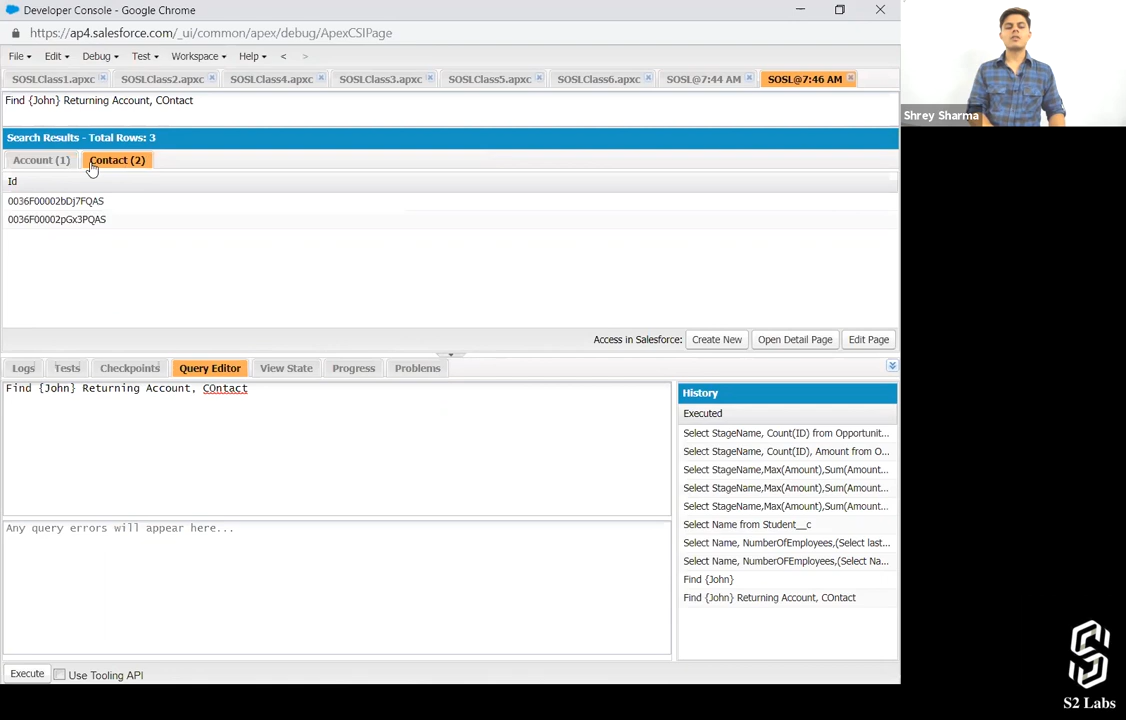 Developer Console - Google Chrome
https://ap4.salesforce.com/_ui/common/apex/debug/ApexCSIPage
File Edit Debug Test Workspace Help < >
SOSLClass1.apxc SOSLClass2.apxc SOSLClass4.apxc SOSLClass3.apxc SOSLClass5.apxc SOSLClass6.apxc SOSL@7:44 AM SOSL@7:46 AM
Find {John} Returning Account, COntact
Shrey Sharma
Search Results - Total Rows: 3
Account (1) Contact (2)
Id
0036F00002bDj7FQAS
0036F00002pGx3PQAS
Access in Salesforce: Create New Open Detail Page Edit Page
Logs Tests Checkpoints Query Editor View State Progress Problems
Find {John} Returning Account, COntact
Any query errors will appear here...
History
Executed
Select StageName, Count(ID) from Opportunit...
Select StageName, Count(ID), Amount from O...
Select StageName,Max(Amount),Sum(Amount...
Select StageName,Max(Amount),Sum(Amount...
Select StageName,Max(Amount),Sum(Amount...
Select Name from Student__c
Select Name, NumberOfEmployees,(Select last...
Select Name, NumberOFEmployees,(Select Na...
Find {John}
Find {John} Returning Account, COntact
Execute Use Tooling API
S2 Labs